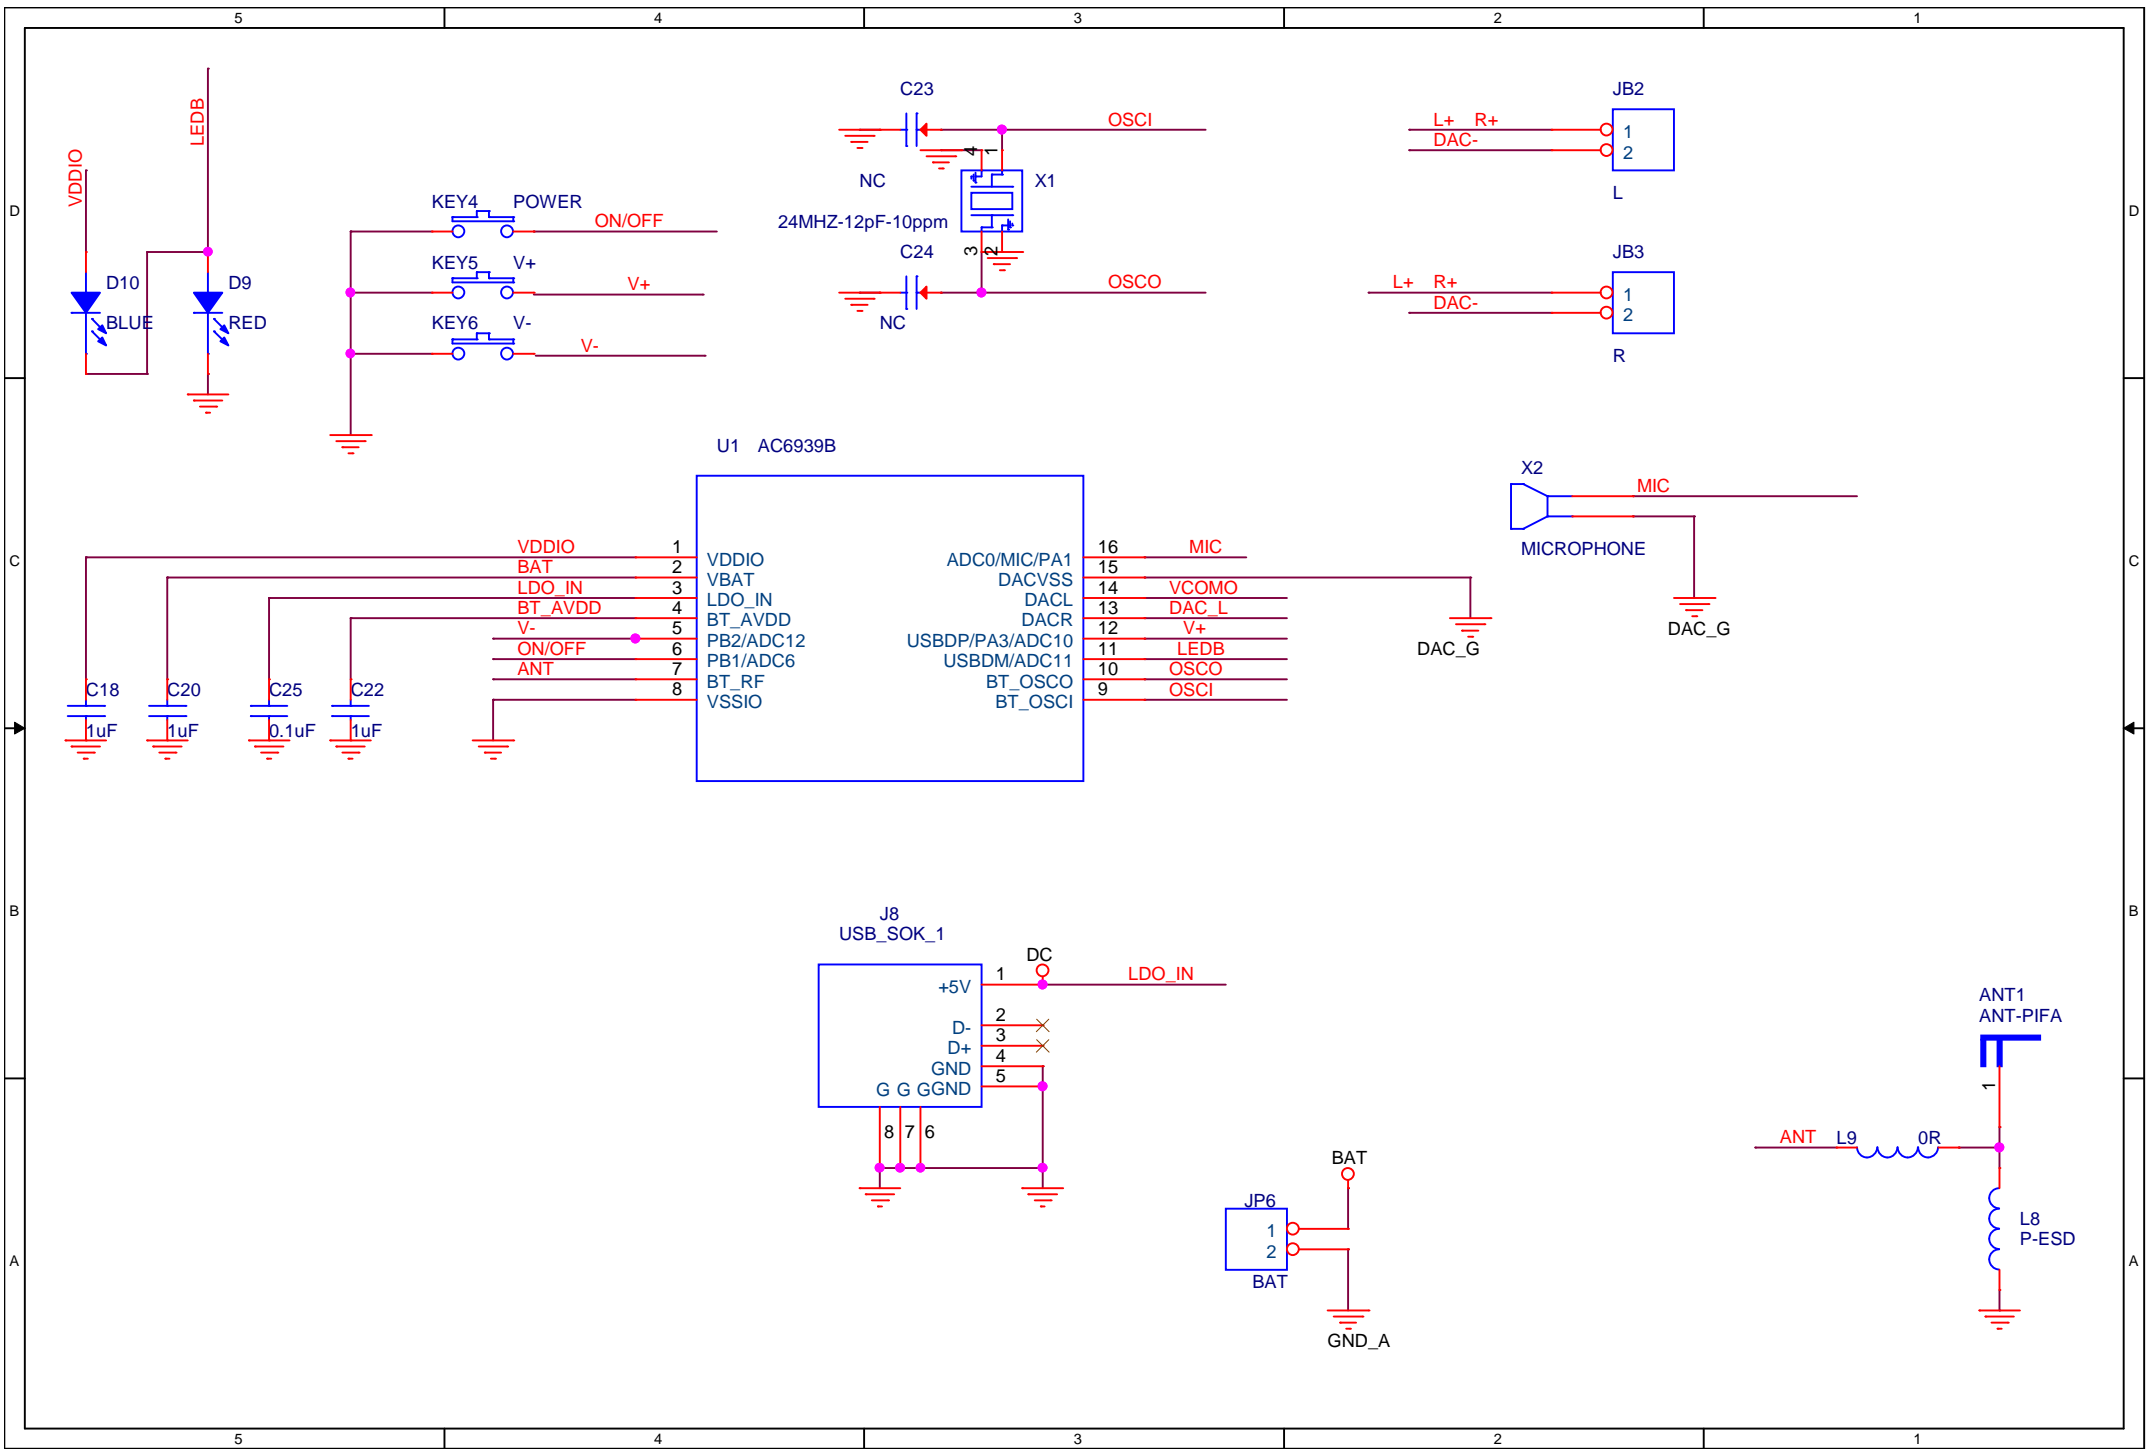 5 4 3 2 1
D
D
C
C
B
B
A
A
LEDB
VDDIO
D10
BLUE
D9
RED
KEY4 POWER
ON/OFF
KEY5 V+
V+
KEY6 V-
V-
C23
OSCI
NC
4 1
X1
24MHZ-12pF-10ppm
3 2
C24
OSCO
NC
JB2
L+ R+
DAC-
1
2
L
JB3
L+ R+
DAC-
1
2
R
U1 AC6939B
VDDIO 1 VDDIO
BAT 2 VBAT
LDO_IN 3 LDO_IN
BT_AVDD 4 BT_AVDD
V- 5 PB2/ADC12
ON/OFF 6 PB1/ADC6
ANT 7 BT_RF
8 VSSIO
ADC0/MIC/PA1 16 MIC
DACVSS 15
DACL 14 VCOMO
DACR 13 DAC_L
USBDP/PA3/ADC10 12 V+
USBDM/ADC11 11 LEDB
BT_OSCO 10 OSCO
BT_OSCI 9 OSCI
DAC_G
X2
MIC
MICROPHONE
DAC_G
C18
1uF
C20
1uF
C25
0.1uF
C22
1uF
J8
USB_SOK_1
DC
+5V 1 LDO_IN
D- 2
D+ 3
GND 4
G G G GND 5
8 7 6
BAT
JP6
1
2
BAT
GND_A
ANT1
ANT-PIFA
1
ANT L9 0R
L8
P-ESD
5 4 3 2 1